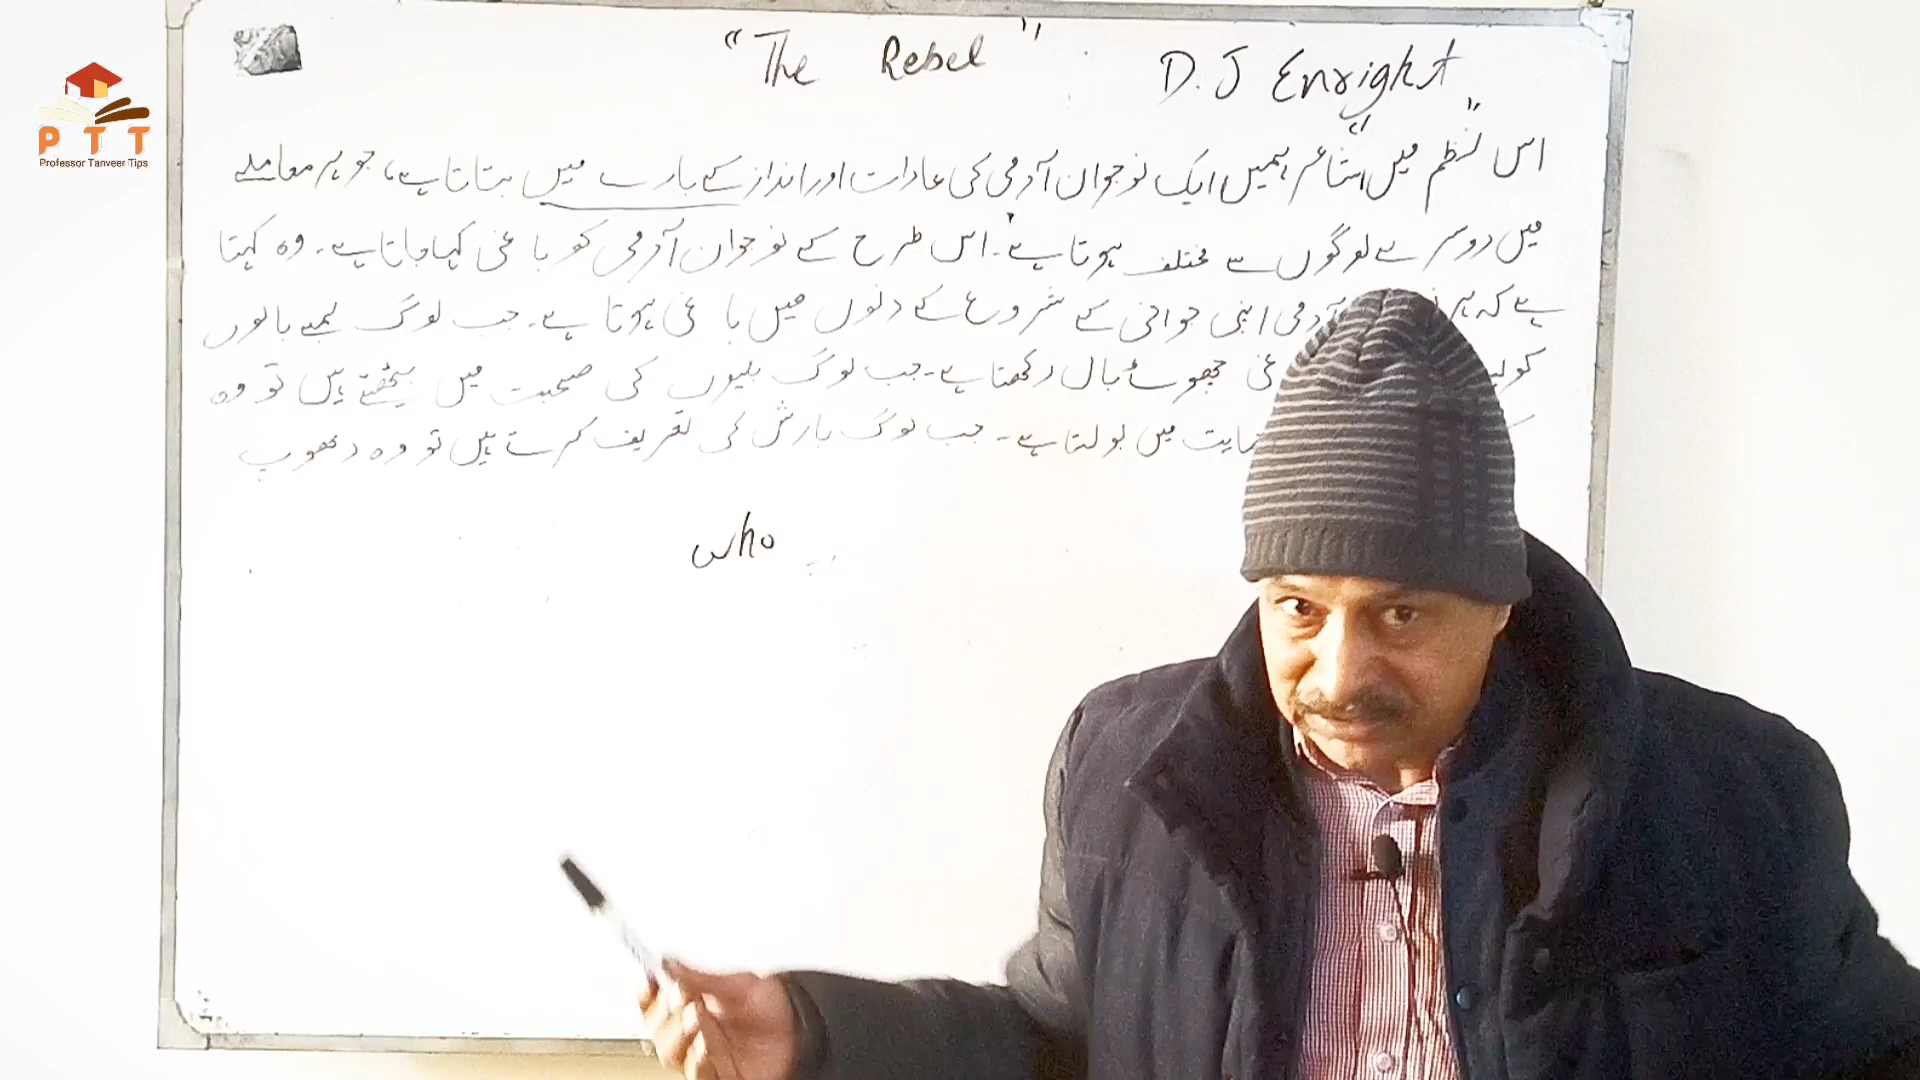 P T T
Professor Tanveer Tips
"The Rebel"
D.J Enright
اس نظم میں "شاعر" ہمیں ایک نوجوان آدمی کی عادات اور انداز کے بارے میں بتاتا ہے، جو ہر معاملے
میں دوسرے لوگوں سے مختلف ہوتا ہے۔ اس طرح کے نوجوان آدمی کو باغی کہا جاتا ہے۔ وہ کہتا
ہے کہ ہر آدمی اپنی جوانی کے شروع کے دنوں میں باغی ہوتا ہے۔ جب لوگ لمبے بالوں
کو چھوٹے بال رکھتا ہے۔ جب لوگ بلیوں کی صحبت میں بیٹھتے ہیں تو وہ
میں بولتا ہے۔ جب لوگ بارش کی تعریف کرتے ہیں تو وہ دھوپ
who